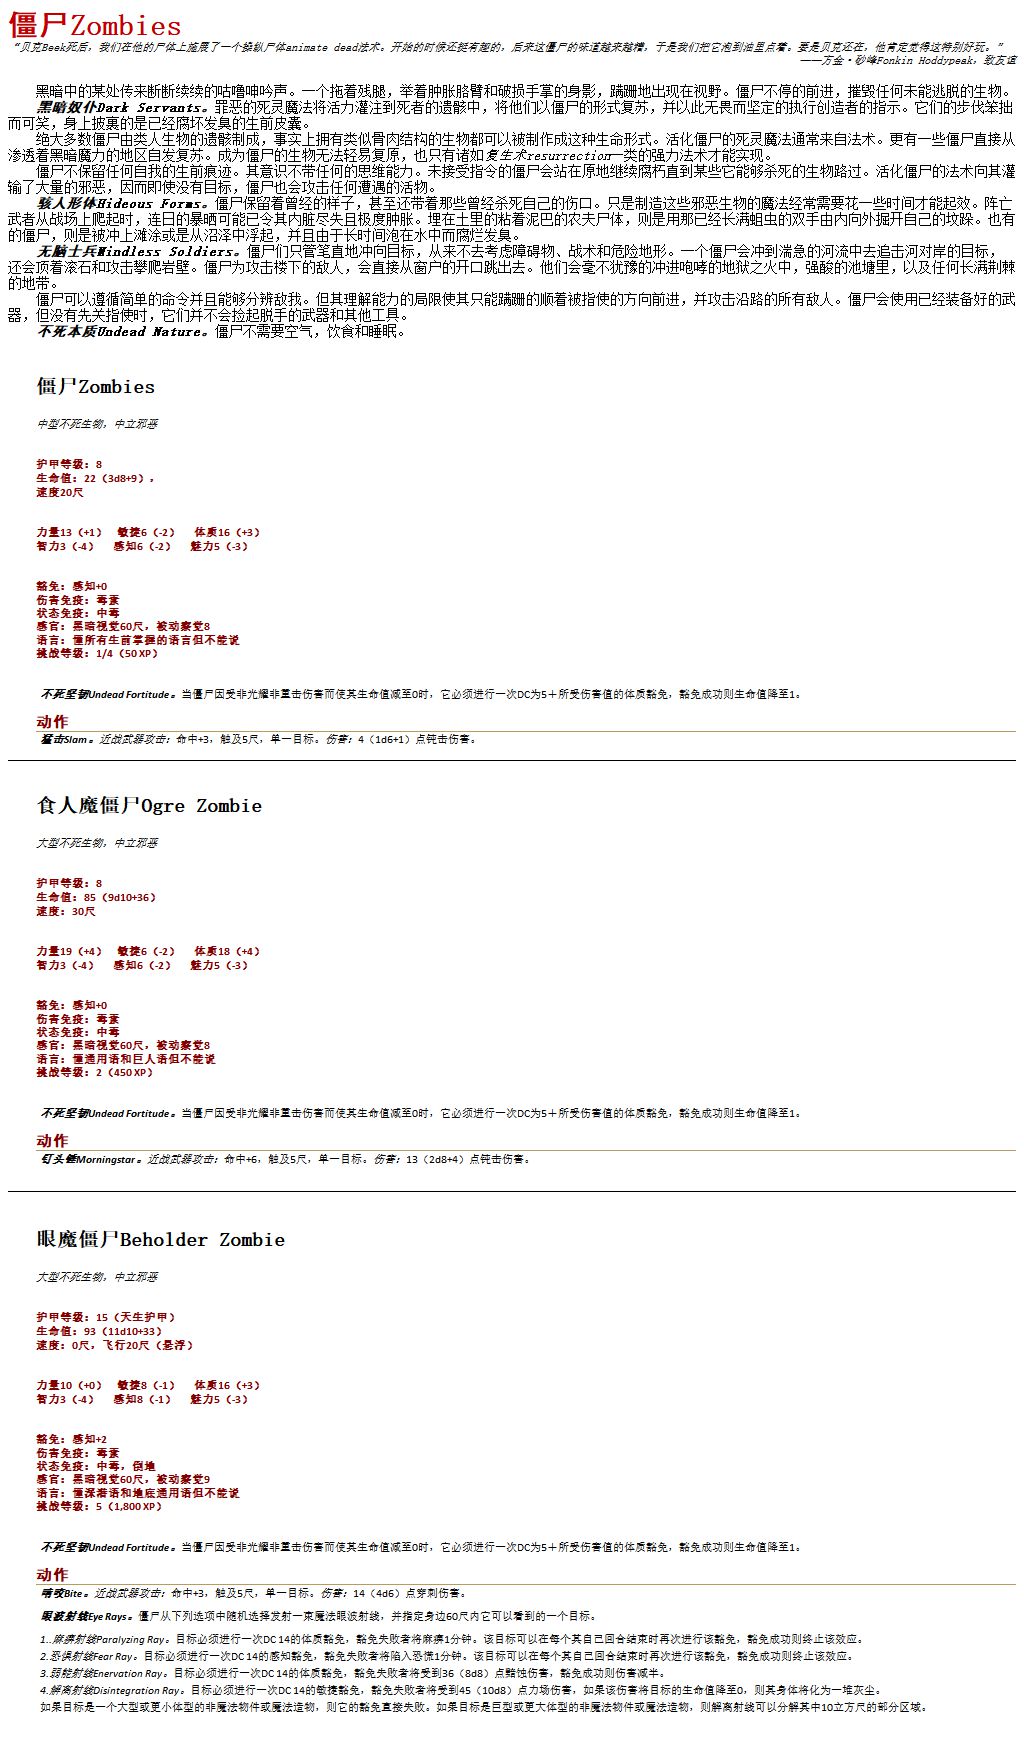 僵尸Zombies
“贝克Beek死后，我们在他的尸体上施展了一个操纵尸体animate dead法术。开始的时候还挺有趣的，后来这僵尸的味道越来越糟，于是我们把它泡到油里点着。要是贝克还在，他肯定觉得这特别好玩。”
——方金·砂峰Fonkin Hoddypeak，致友谊
黑暗中的某处传来断断续续的咕噜呻吟声。一个拖着残腿，举着肿胀胳臂和破损手掌的身影，蹒跚地出现在视野。僵尸不停的前进，摧毁任何未能逃脱的生物。
黑暗奴仆Dark Servants。罪恶的死灵魔法将活力灌注到死者的遗骸中，将他们以僵尸的形式复苏，并以此无畏而坚定的执行创造者的指示。它们的步伐笨拙
而可笑，身上披裹的是已经腐坏发臭的生前皮囊。
绝大多数僵尸由类人生物的遗骸制成，事实上拥有类似骨肉结构的生物都可以被制作成这种生命形式。活化僵尸的死灵魔法通常来自法术。更有一些僵尸直接从
渗透着黑暗魔力的地区自发复苏。成为僵尸的生物无法轻易复原，也只有诸如复生术resurrection一类的强力法术才能实现。
僵尸不保留任何自我的生前痕迹。其意识不带任何的思维能力。未接受指令的僵尸会站在原地继续腐朽直到某些它能够杀死的生物路过。活化僵尸的法术向其灌
输了大量的邪恶，因而即使没有目标，僵尸也会攻击任何遭遇的活物。
骇人形体Hideous Forms。僵尸保留着曾经的样子，甚至还带着那些曾经杀死自己的伤口。只是制造这些邪恶生物的魔法经常需要花一些时间才能起效。阵亡
武者从战场上爬起时，连日的暴晒可能已令其内脏尽失且极度肿胀。埋在土里的粘着泥巴的农夫尸体，则是用那已经长满蛆虫的双手由内向外掘开自己的坟跺。也有
的僵尸，则是被冲上滩涂或是从沼泽中浮起，并且由于长时间泡在水中而腐烂发臭。
无脑士兵Mindless Soldiers。僵尸们只管笔直地冲向目标，从来不去考虑障碍物、战术和危险地形。一个僵尸会冲到湍急的河流中去追击河对岸的目标，
还会顶着滚石和攻击攀爬岩壁。僵尸为攻击楼下的敌人，会直接从窗户的开口跳出去。他们会毫不犹豫的冲进咆哮的地狱之火中，强酸的池塘里，以及任何长满荆棘
的地带。
僵尸可以遵循简单的命令并且能够分辨敌我。但其理解能力的局限使其只能蹒跚的顺着被指使的方向前进，并攻击沿路的所有敌人。僵尸会使用已经装备好的武
器，但没有先关指使时，它们并不会捡起脱手的武器和其他工具。
不死本质Undead Nature。僵尸不需要空气，饮食和睡眠。
僵尸Zombies
中型不死生物，中立邪恶
护甲等级：8
生命值：22（3d8+9），
速度20尺
力量13（+1） 敏捷6（-2） 体质16（+3）
智力3（-4） 感知6（-2） 魅力5（-3）
豁免：感知+0
伤害免疫：毒素
状态免疫：中毒
感官：黑暗视觉60尺，被动察觉8
语言：懂所有生前掌握的语言但不能说
挑战等级：1/4（50 XP）
不死坚韧Undead Fortitude。当僵尸因受非光耀非重击伤害而使其生命值减至0时，它必须进行一次DC为5＋所受伤害值的体质豁免，豁免成功则生命值降至1。
动作
猛击Slam。近战武器攻击：命中+3，触及5尺，单一目标。伤害：4（1d6+1）点钝击伤害。
食人魔僵尸Ogre Zombie
大型不死生物，中立邪恶
护甲等级：8
生命值：85（9d10+36）
速度：30尺
力量19（+4） 敏捷6（-2） 体质18（+4）
智力3（-4） 感知6（-2） 魅力5（-3）
豁免：感知+0
伤害免疫：毒素
状态免疫：中毒
感官：黑暗视觉60尺，被动察觉8
语言：懂通用语和巨人语但不能说
挑战等级：2（450 XP）
不死坚韧Undead Fortitude。当僵尸因受非光耀非重击伤害而使其生命值减至0时，它必须进行一次DC为5＋所受伤害值的体质豁免，豁免成功则生命值降至1。
动作
钉头锤Morningstar。近战武器攻击：命中+6，触及5尺，单一目标。伤害：13（2d8+4）点钝击伤害。
眼魔僵尸Beholder Zombie
大型不死生物，中立邪恶
护甲等级：15（天生护甲）
生命值：93（11d10+33）
速度：0尺，飞行20尺（悬浮）
力量10（+0） 敏捷8（-1） 体质16（+3）
智力3（-4） 感知8（-1） 魅力5（-3）
豁免：感知+2
伤害免疫：毒素
状态免疫：中毒，倒地
感官：黑暗视觉60尺，被动察觉9
语言：懂深潜语和地底通用语但不能说
挑战等级：5（1,800 XP）
不死坚韧Undead Fortitude。当僵尸因受非光耀非重击伤害而使其生命值减至0时，它必须进行一次DC为5＋所受伤害值的体质豁免，豁免成功则生命值降至1。
动作
啃咬Bite。近战武器攻击：命中+3，触及5尺，单一目标。伤害：14（4d6）点穿刺伤害。
眼波射线Eye Rays。僵尸从下列选项中随机选择发射一束魔法眼波射线，并指定身边60尺内它可以看到的一个目标。
1..麻痹射线Paralyzing Ray。目标必须进行一次DC 14的体质豁免，豁免失败者将麻痹1分钟。该目标可以在每个其自己回合结束时再次进行该豁免，豁免成功则终止该效应。
2.恐惧射线Fear Ray。目标必须进行一次DC 14的感知豁免，豁免失败者将陷入恐慌1分钟。该目标可以在每个其自己回合结束时再次进行该豁免，豁免成功则终止该效应。
3.弱能射线Enervation Ray。目标必须进行一次DC 14的体质豁免，豁免失败者将受到36（8d8）点黯蚀伤害，豁免成功则伤害减半。
4.解离射线Disintegration Ray。目标必须进行一次DC 14的敏捷豁免，豁免失败者将受到45（10d8）点力场伤害，如果该伤害将目标的生命值降至0，则其身体将化为一堆灰尘。
如果目标是一个大型或更小体型的非魔法物件或魔法造物，则它的豁免直接失败。如果目标是巨型或更大体型的非魔法物件或魔法造物，则解离射线可以分解其中10立方尺的部分区域。